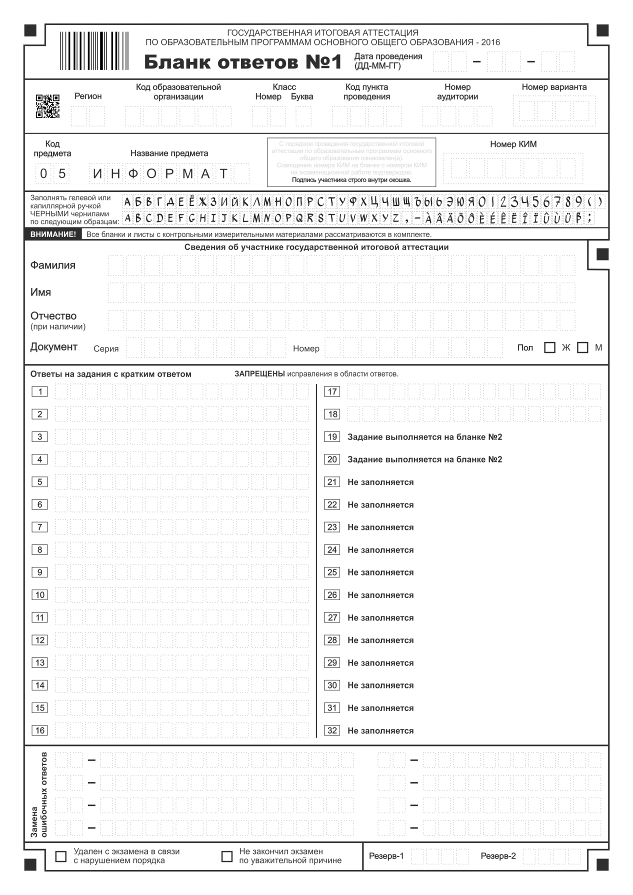 ГОСУДАРСТВЕННАЯ ИТОГОВАЯ АТТЕСТАЦИЯ
ПО ОБРАЗОВАТЕЛЬНЫМ ПРОГРАММАМ ОСНОВНОГО ОБЩЕГО ОБРАЗОВАНИЯ - 2016
Бланк ответов №1
Дата проведения
(ДД-ММ-ГГ)
– –
Регион
Код образовательной
организации
Класс
Номер Буква
Код пункта
проведения
Номер
аудитории
Номер варианта
Код
предмета
Название предмета
0 5 И Н Ф О Р М А Т
С порядком проведения государственной итоговой
аттестации по образовательным программам основного
общего образования ознакомлен(а).
Совпадение номера КИМ на бланке с номером КИМ
на экзаменационной работе подтверждаю.
Подпись участника строго внутри окошка.
Номер КИМ
Заполнять гелевой или
капиллярной ручкой
ЧЕРНЫМИ чернилами
по следующим образцам:
А Б В Г Д Е Ё Ж З И Й К Л М Н О П Р С Т У Ф Х Ц Ч Ш Щ Ъ Ы Ь Э Ю Я 0 1 2 3 4 5 6 7 8 9 ( )
A B C D E F G H I J K L M N O P Q R S T U V W X Y Z , –
ВНИМАНИЕ! Все бланки и листы с контрольными измерительными материалами рассматриваются в комплекте.
Сведения об участнике государственной итоговой аттестации
Фамилия
Имя
Отчество
(при наличии)
Документ Серия Номер Пол Ж М
Ответы на задания с кратким ответом ЗАПРЕЩЕНЫ исправления в области ответов.
1
2
3
4
5
6
7
8
9
10
11
12
13
14
15
16
17
18
19 Задание выполняется на бланке №2
20 Задание выполняется на бланке №2
21 Не заполняется
22 Не заполняется
23 Не заполняется
24 Не заполняется
25 Не заполняется
26 Не заполняется
27 Не заполняется
28 Не заполняется
29 Не заполняется
30 Не заполняется
31 Не заполняется
32 Не заполняется
Замена
ошибочных ответов
– –
– –
– –
– –
Удален с экзамена в связи
с нарушением порядка
Не закончил экзамен
по уважительной причине
Резерв-1 Резерв-2